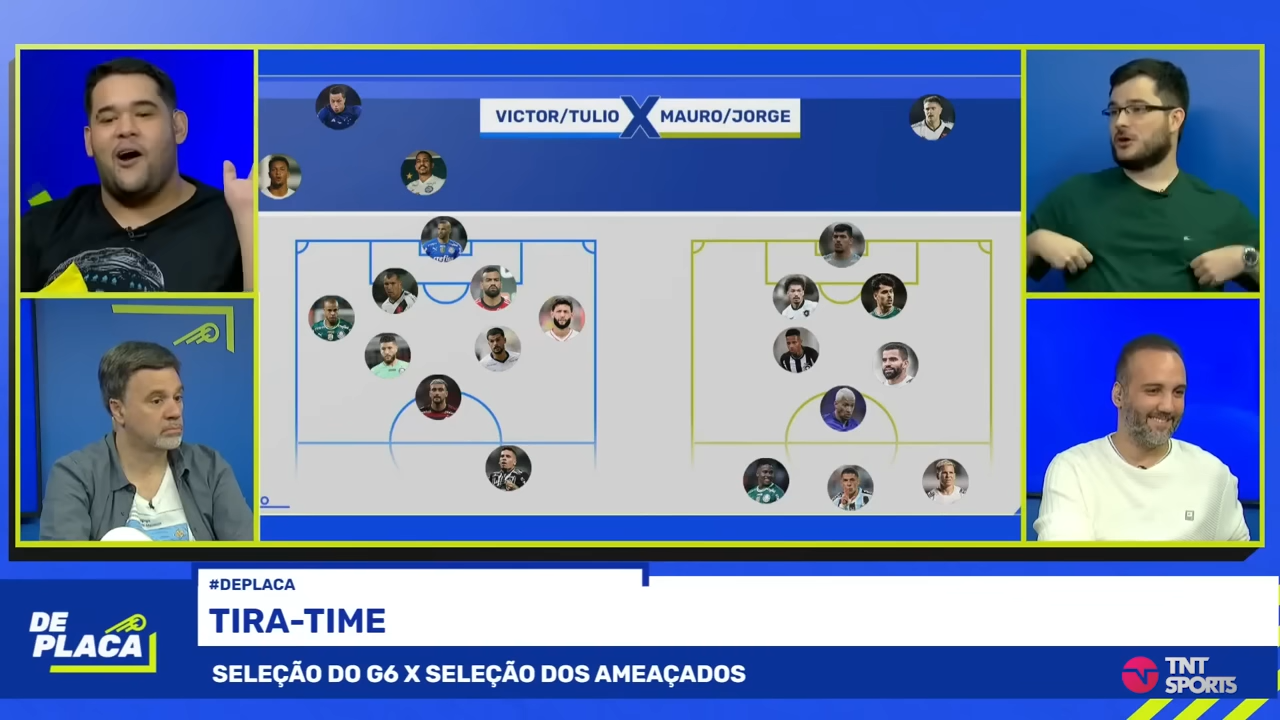 VICTOR/TULIO X MAURO/JORGE
#DEPLACA
TIRA-TIME
DE
PLACA
SELEÇÃO DO G6 X SELEÇÃO DOS AMEAÇADOS
TNT
SPORTS